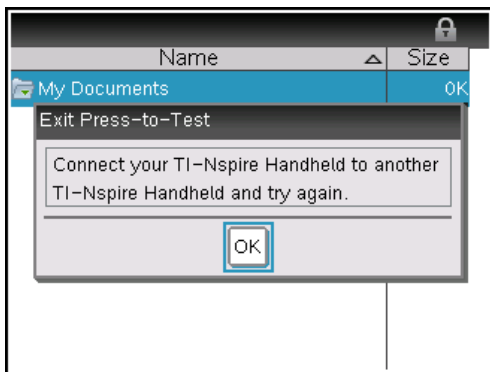 Name Size
My Documents 0K
Exit Press-to-Test
Connect your TI-Nspire Handheld to another
TI-Nspire Handheld and try again.
OK